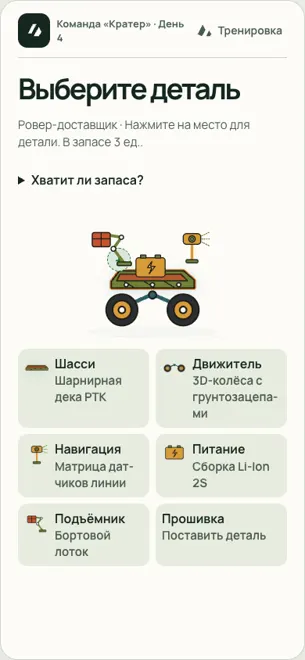 Команда «Кратер» · День
4
Тренировка
Выберите деталь
Ровер-доставщик · Нажмите на место для
детали. В запасе 3 ед..
Хватит ли запаса?
Шасси
Шарнирная
дека РТК
Движитель
3D-колёса с
грунтозацепа-
ми
Навигация
Матрица дат-
чиков линии
Питание
Сборка Li-Ion
2S
Подъёмник
Бортовой
лоток
Прошивка
Поставить деталь